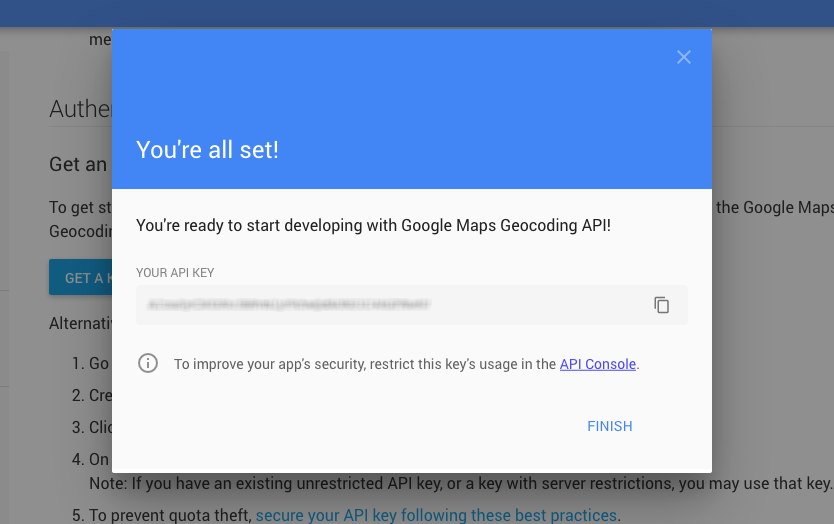 me
Authe
You're all set!
Get an
You're ready to start developing with Google Maps Geocoding API!
To get st
the Google Maps
Geocoding
YOUR API KEY
GET A K
Alternativ
To improve your app's security, restrict this key's usage in the API Console.
1. Go
2. Cre
3. Clic
FINISH
4. On
Note: If you have an existing unrestricted API key, or a key with server restrictions, you may use that key.
5. To prevent quota theft, secure your API key following these best practices.